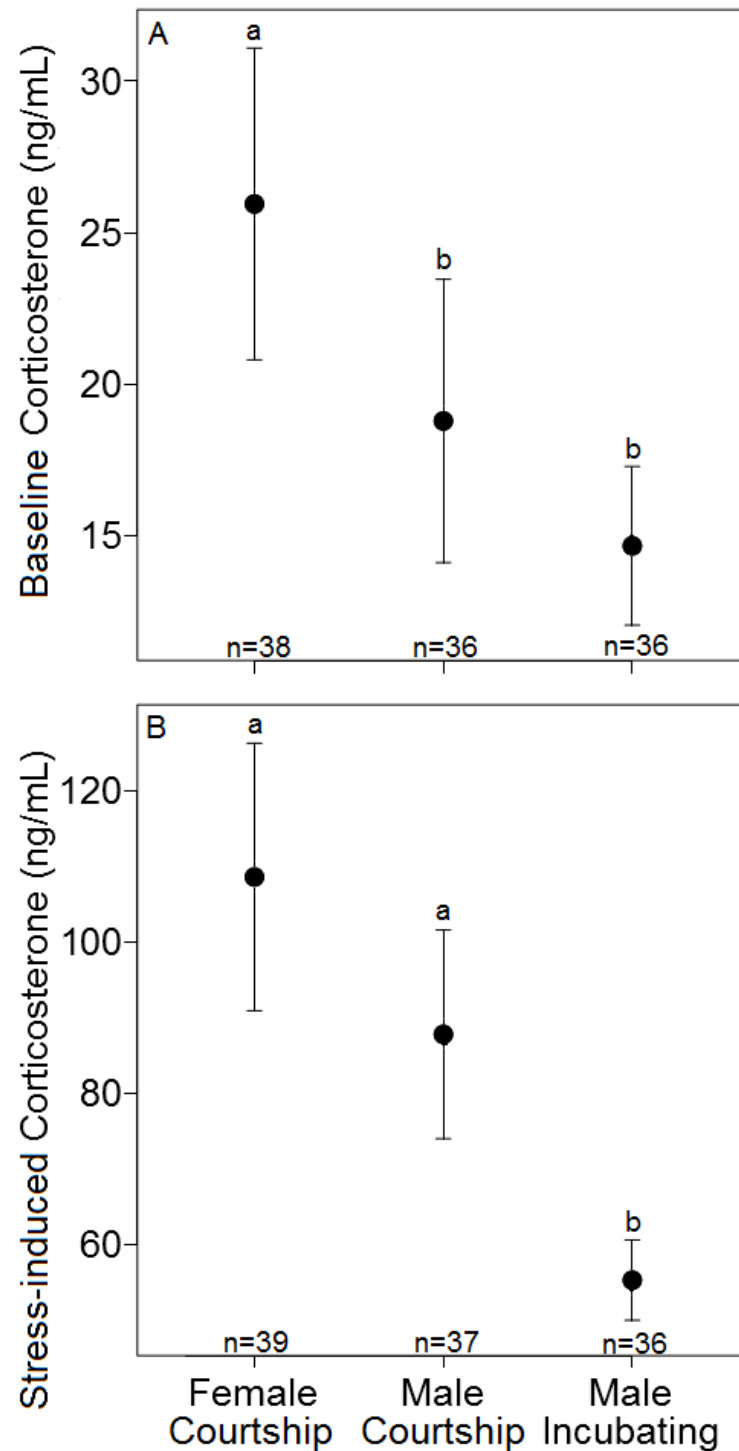 A
a
b
b
30
25
20
15
Baseline Corticosterone (ng/mL)
n=38 n=36 n=36
B
a
a
b
120
100
80
60
Stress-induced Corticosterone (ng/mL)
n=39 n=37 n=36
Female Male Male
Courtship Courtship Incubating